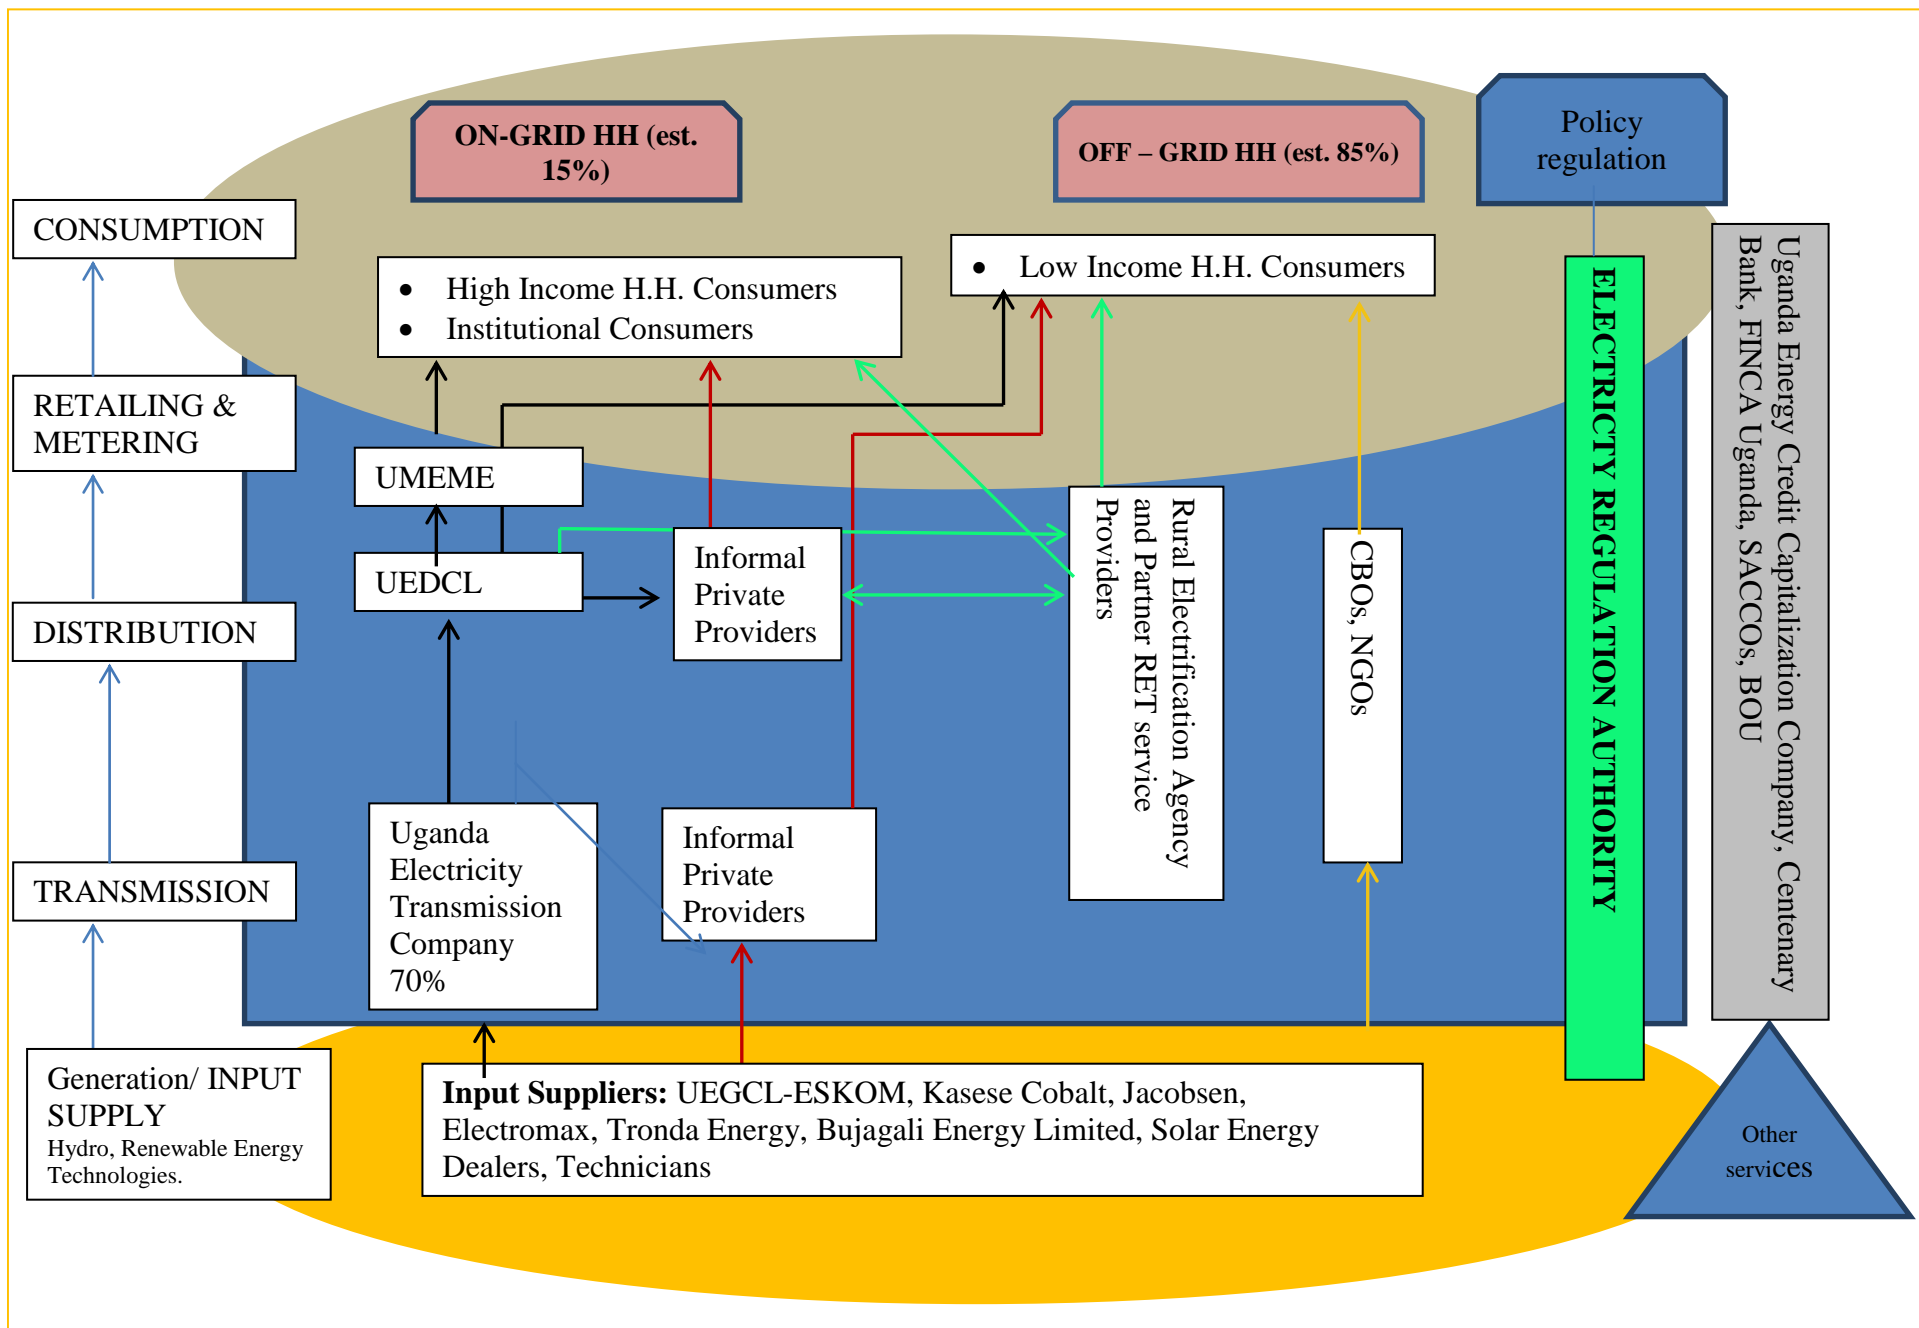 ON-GRID HH (est.
15%)
OFF – GRID HH (est. 85%)
Policy
regulation
CONSUMPTION
• High Income H.H. Consumers
• Institutional Consumers
• Low Income H.H. Consumers
RETAILING &
METERING
UMEME
UEDCL
Informal
Private
Providers
Rural Electrification Agency
and Partner RET service
Providers
CBOs, NGOs
ELECTRICITY REGULATION AUTHORITY
Uganda Energy Credit Capitalization Company, Centenary
Bank, FINCA Uganda, SACCOs, BOU
DISTRIBUTION
Uganda
Electricity
Transmission
Company
70%
Informal
Private
Providers
TRANSMISSION
Generation/ INPUT
SUPPLY
Hydro, Renewable Energy
Technologies.
Input Suppliers: UEGCL-ESKOM, Kasese Cobalt, Jacobsen,
Electromax, Tronda Energy, Bujagali Energy Limited, Solar Energy
Dealers, Technicians
Other
services